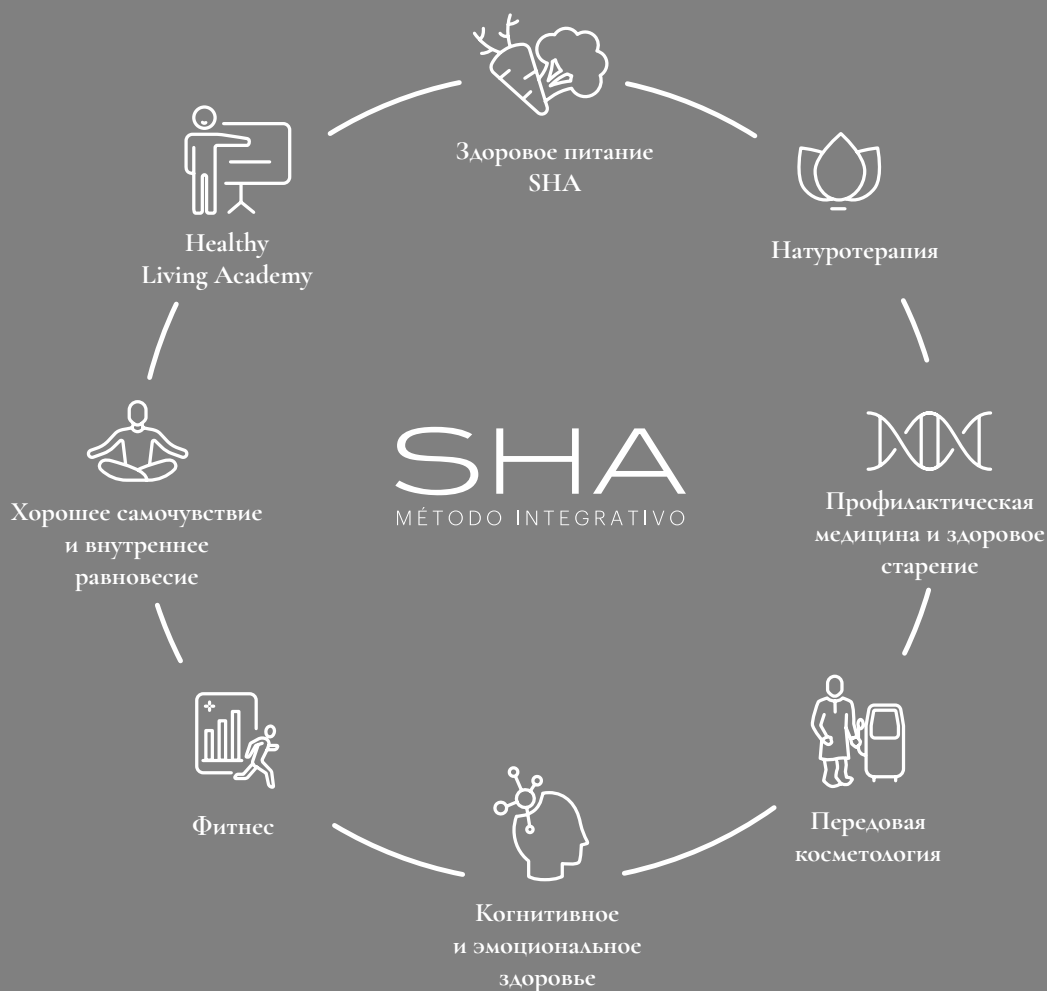 Здоровое питание
SHA
Healthy
Living Academy
Натуротерапия
SHA
MÉTODO INTEGRATIVO
Хорошее самочувствие
и внутреннее
равновесие
Профилактическая
медицина и здоровое
старение
Фитнес
Передовая
косметология
Когнитивное
и эмоциональное
здоровье